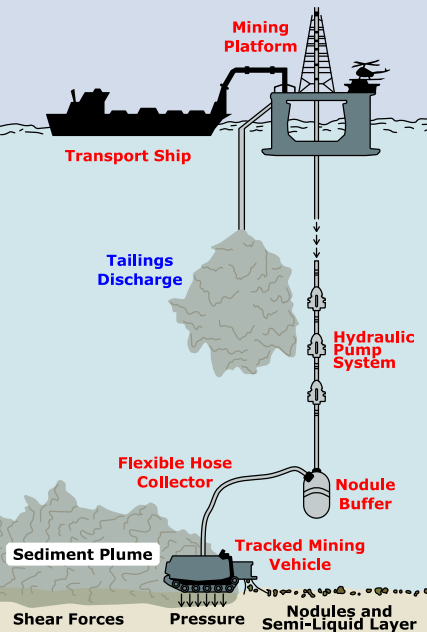 Mining
Platform
Transport Ship
Tailings
Discharge
Hydraulic
Pump
System
Flexible Hose
Collector
Nodule
Buffer
Sediment Plume
Tracked Mining
Vehicle
Shear Forces
Pressure
Nodules and
Semi-Liquid Layer